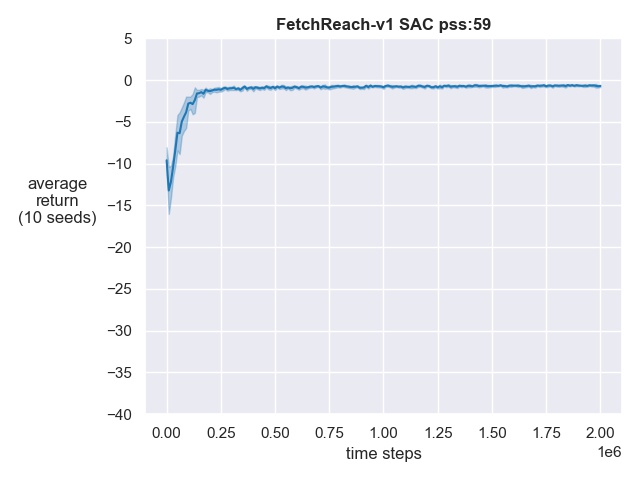 FetchReach-v1 SAC pss:59
5
0
−5
−10
−15
−20
−25
−30
−35
−40
average
return
(10 seeds)
0.00 0.25 0.50 0.75 1.00 1.25 1.50 1.75 2.00
time steps
1e6